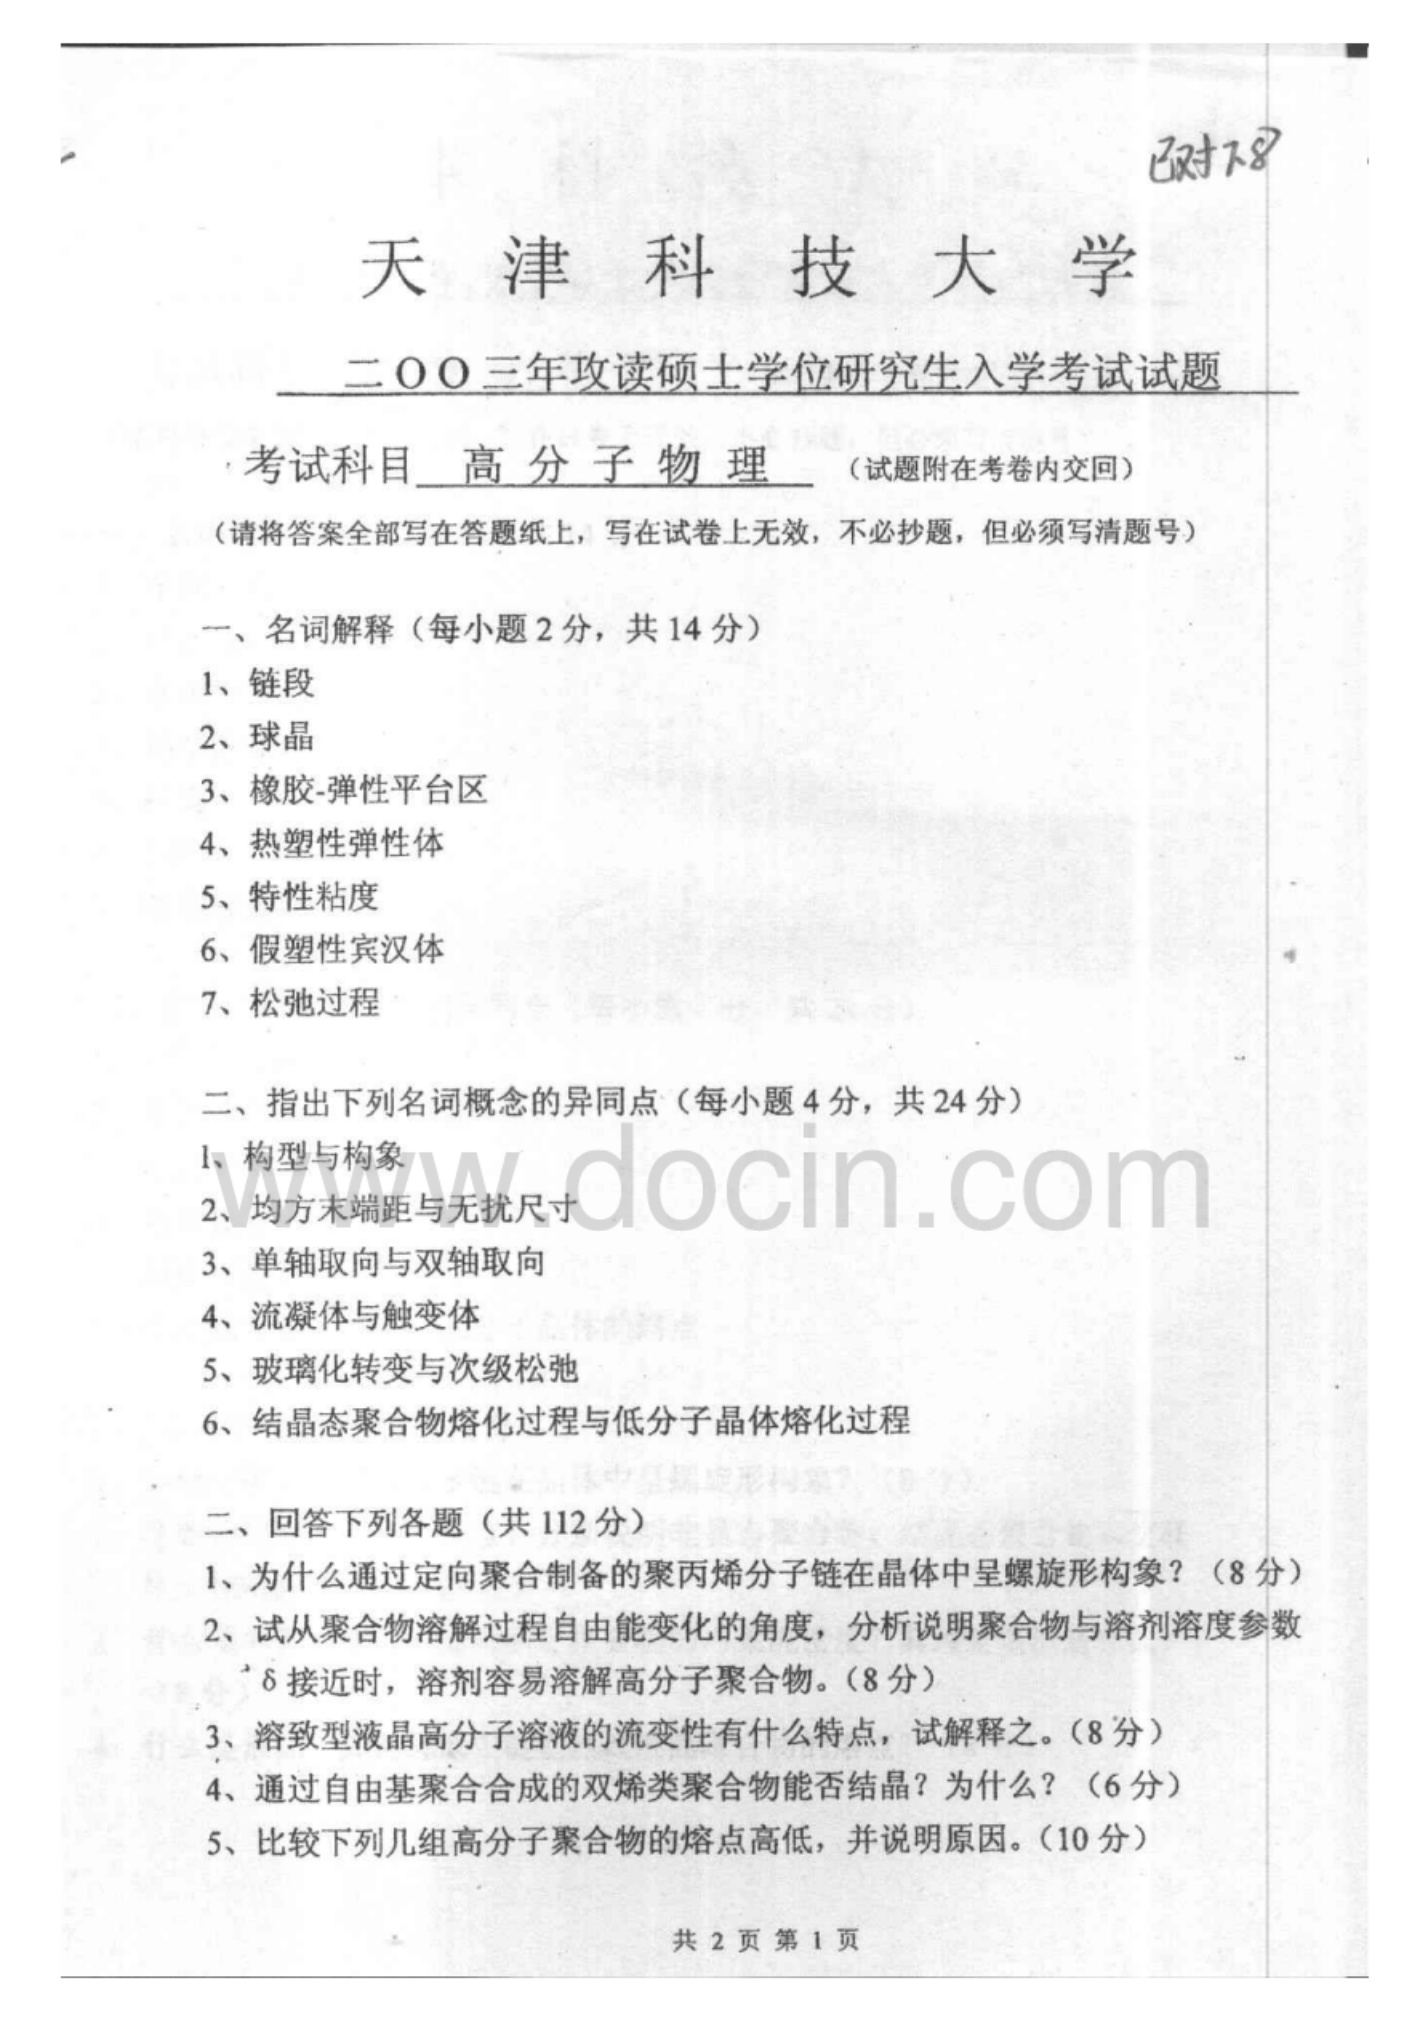 已对 7.8
天津科技大学
二OO三年攻读硕士学位研究生入学考试试题
考试科目 高分子物理 （试题附在考卷内交回）
（请将答案全部写在答题纸上，写在试卷上无效，不必抄题，但必须写清题号）
一、名词解释（每小题 2 分，共 14 分）
1、链段
2、球晶
3、橡胶-弹性平台区
4、热塑性弹性体
5、特性粘度
6、假塑性宾汉体
7、松弛过程
二、指出下列名词概念的异同点（每小题 4 分，共 24 分）
1、构型与构象
www.docin.com
2、均方末端距与无扰尺寸
3、单轴取向与双轴取向
4、流凝体与触变体
5、玻璃化转变与次级松弛
6、结晶态聚合物熔化过程与低分子晶体熔化过程
二、回答下列各题（共 112 分）
1、为什么通过定向聚合制备的聚丙烯分子链在晶体中呈螺旋形构象？（8 分）
2、试从聚合物溶解过程自由能变化的角度，分析说明聚合物与溶剂溶度参数
δ 接近时，溶剂容易溶解高分子聚合物。（8 分）
3、溶致型液晶高分子溶液的流变性有什么特点，试解释之。（8 分）
4、通过自由基聚合合成的双烯类聚合物能否结晶？为什么？（6 分）
5、比较下列几组高分子聚合物的熔点高低，并说明原因。（10 分）
共 2 页 第 1 页